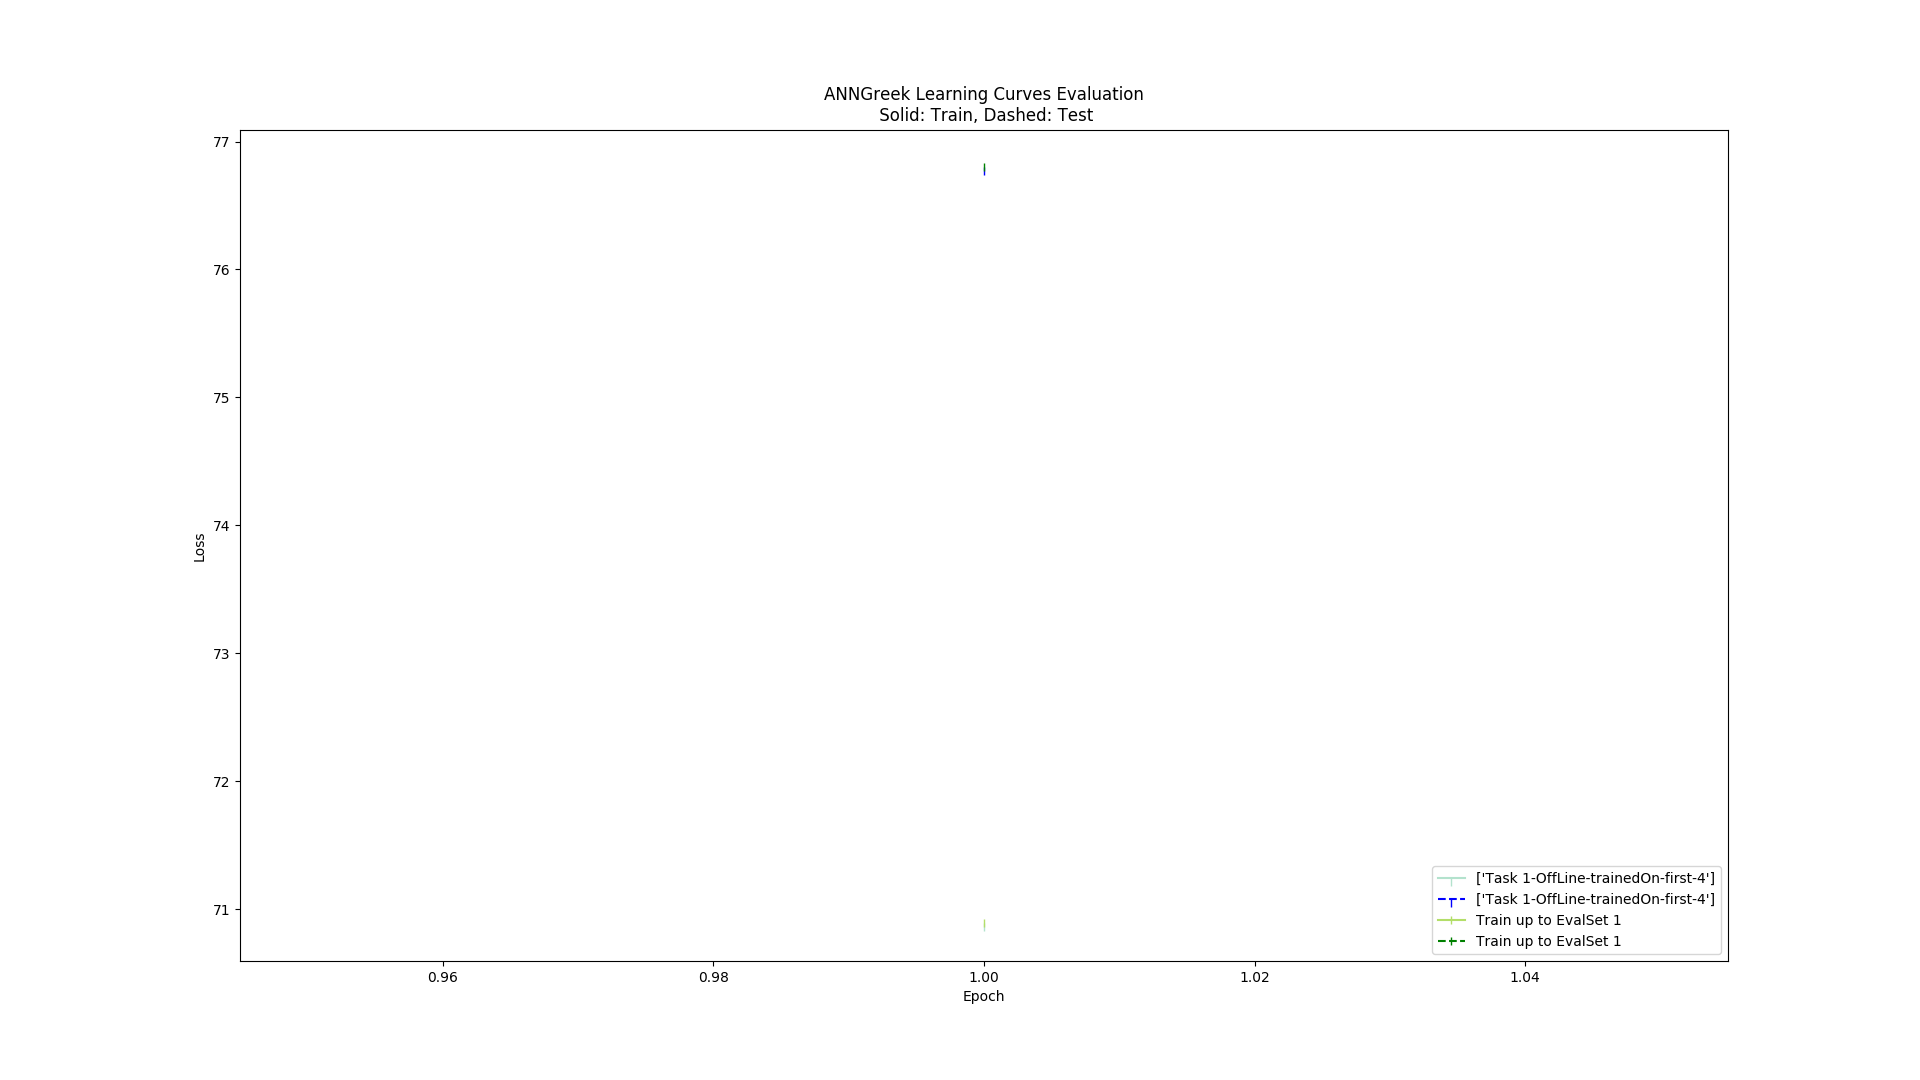 ANNGreek Learning Curves Evaluation
Solid: Train, Dashed: Test
77
76
75
74
73
72
71
Loss
0.96
0.98
1.00
1.02
1.04
Epoch
['Task 1-OffLine-trainedOn-first-4']
['Task 1-OffLine-trainedOn-first-4']
Train up to EvalSet 1
Train up to EvalSet 1